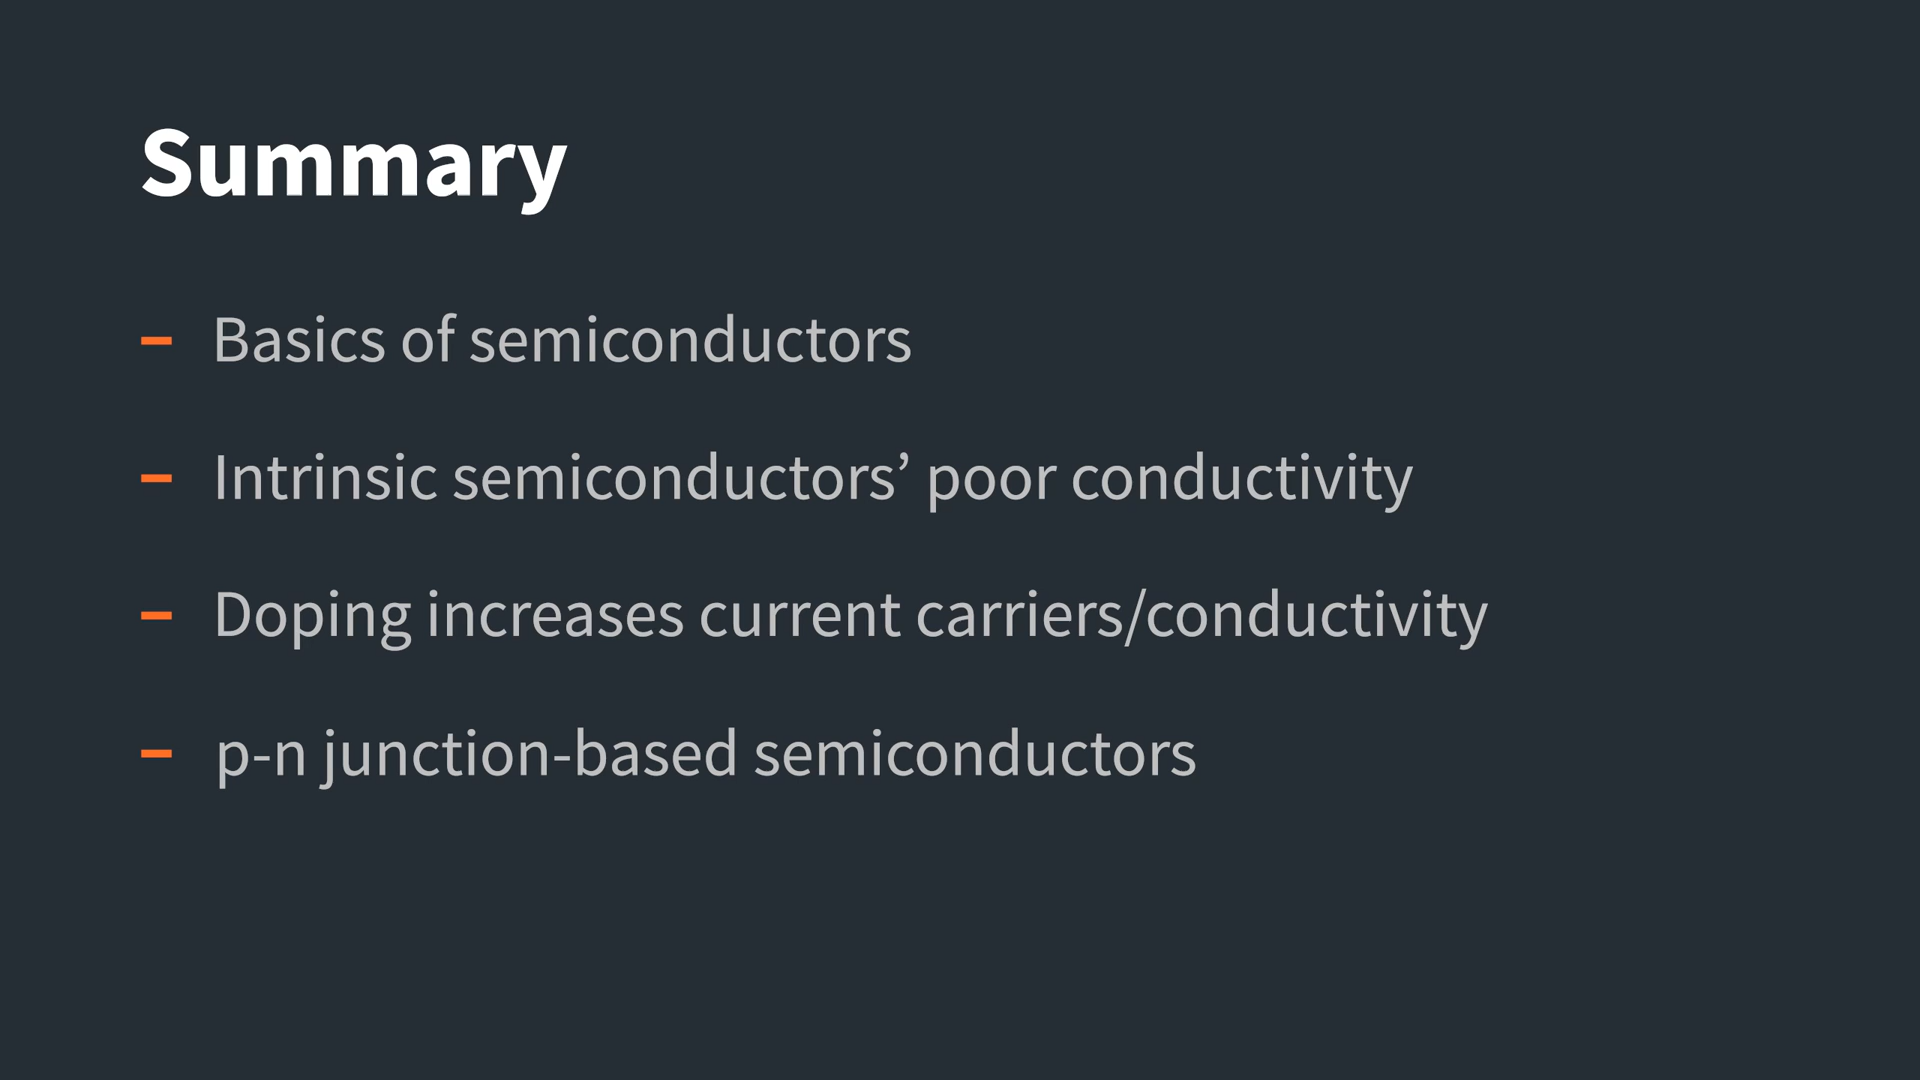 Summary
– Basics of semiconductors
– Intrinsic semiconductors’ poor conductivity
– Doping increases current carriers/conductivity
– p-n junction-based semiconductors